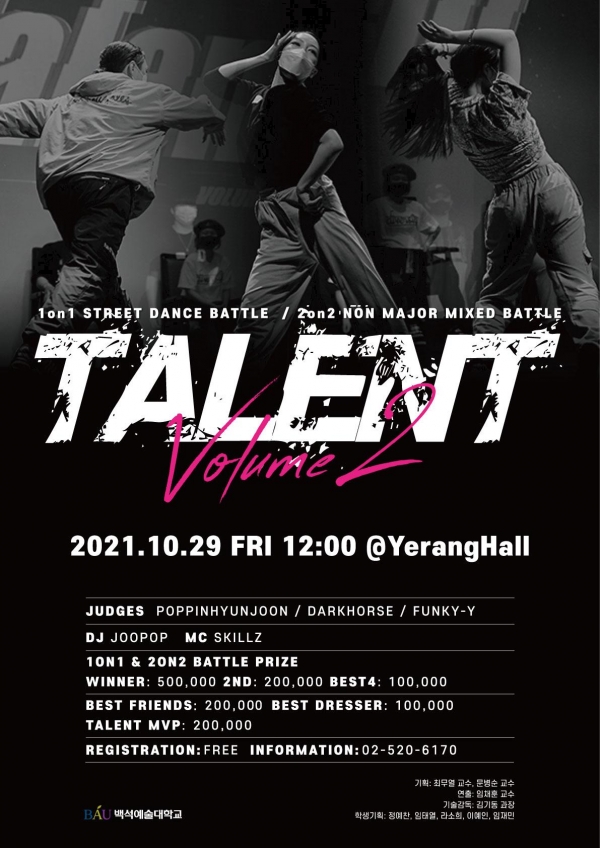 1on1 STREET DANCE BATTLE / 2on2 NON MAJOR MIXED BATTLE
TALENT
Volume 2
2021.10.29 FRI 12:00 @YerangHall
JUDGES POPPINHYUNJOON / DARKHORSE / FUNKY-Y
DJ JOOPOP MC SKILLZ
1ON1 & 2ON2 BATTLE PRIZE
WINNER: 500,000 2ND: 200,000 BEST4: 100,000
BEST FRIENDS: 200,000 BEST DRESSER: 100,000
TALENT MVP: 200,000
REGISTRATION: FREE INFORMATION: 02-520-6170
기획: 최무열 교수, 문병순 교수
연출: 임재훈 교수
기술감독: 김기동 과장
학생기획: 정예찬, 임태열, 라소희, 이예인, 임재민
BAU 백석예술대학교